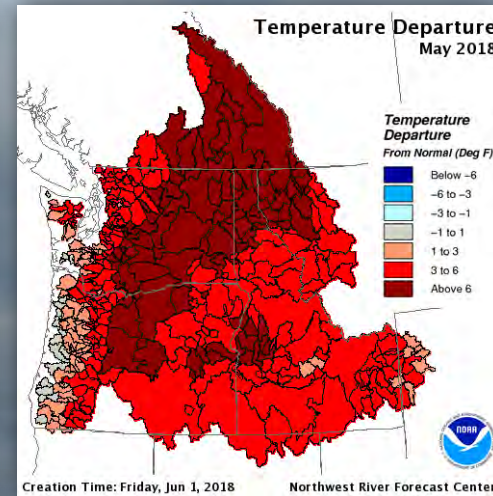 Temperature Departure
May 2018
Temperature
Departure
From Normal (Deg F)
Below -6
-6 to -3
-3 to -1
-1 to 1
1 to 3
3 to 6
Above 6
NOAA
Creation Time: Friday, Jun 1, 2018 Northwest River Forecast Center